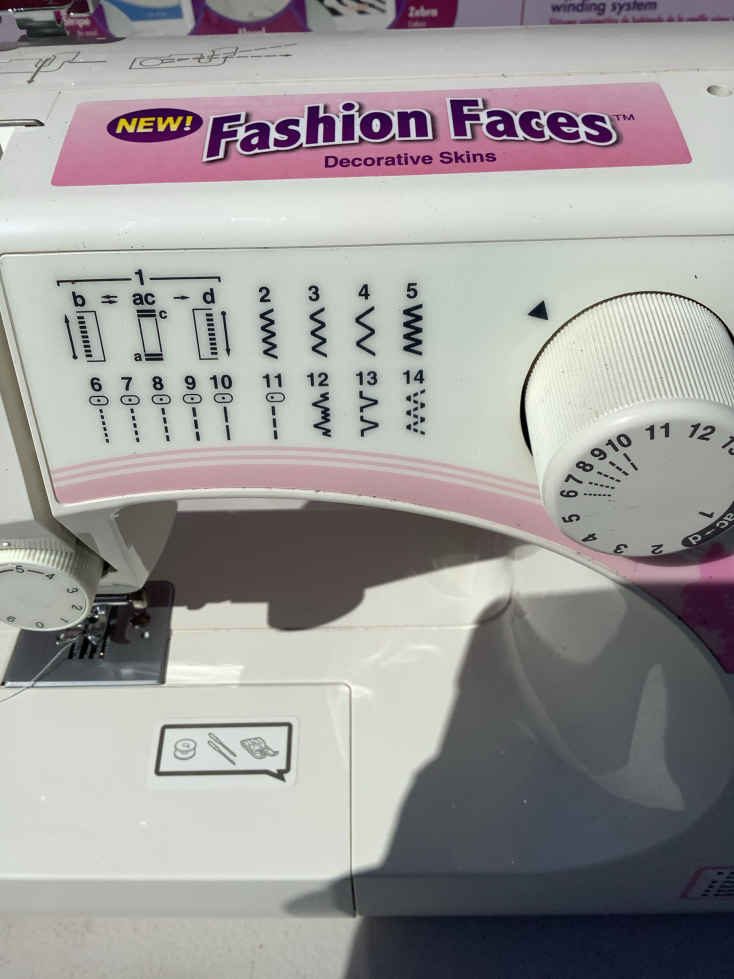 winding system
Zebra
NEW! Fashion Faces™
Decorative Skins
1
b ⇌ ac → d
c
a
2 3 4 5
6 7 8 9 10 11 12 13 14
5 4 3 2 1 0 9
1 2 3 4 5 6 7 8 9 10 11 12
ac-d